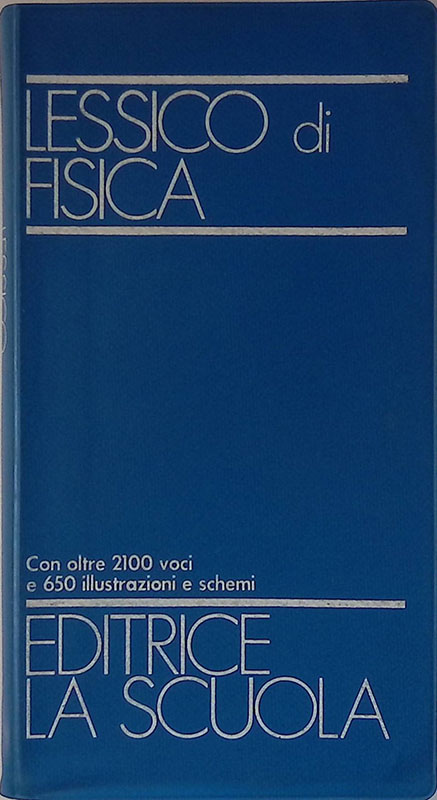 LESSICO di
FISICA
Con oltre 2100 voci
e 650 illustrazioni e schemi
EDITRICE
LA SCUOLA